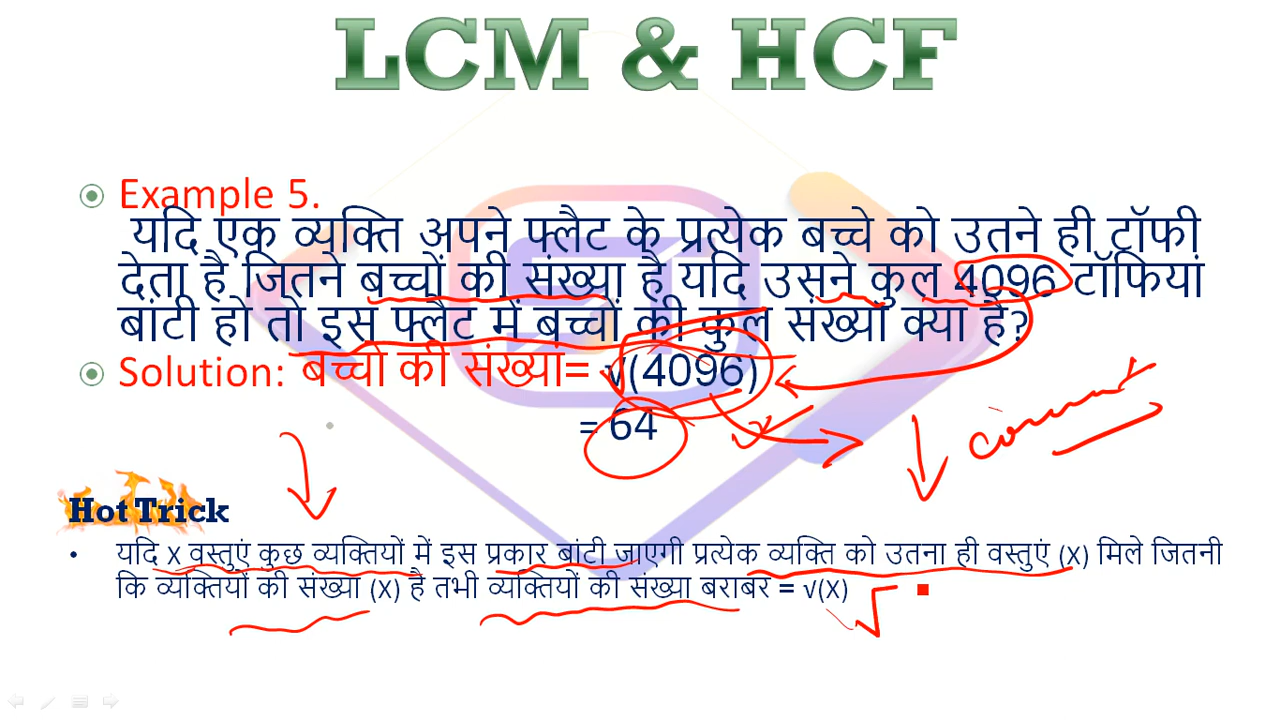 LCM & HCF
Example 5.
यदि एक व्यक्ति अपने फ्लैट के प्रत्येक बच्चे को उतने ही टॉफी
देता है जितने बच्चों की संख्या है यदि उसने कुल 4096 टॉफियां
बांटी हो तो इस फ्लैट में बच्चों की कुल संख्या क्या है?
Solution: बच्चों की संख्या= √(4096)
= 64
Hot Trick
• यदि X वस्तुएं कुछ व्यक्तियों में इस प्रकार बांटी जाएगी प्रत्येक व्यक्ति को उतना ही वस्तुएं (X) मिले जितनी
कि व्यक्तियों की संख्या (X) है तभी व्यक्तियों की संख्या बराबर = √(X)
√